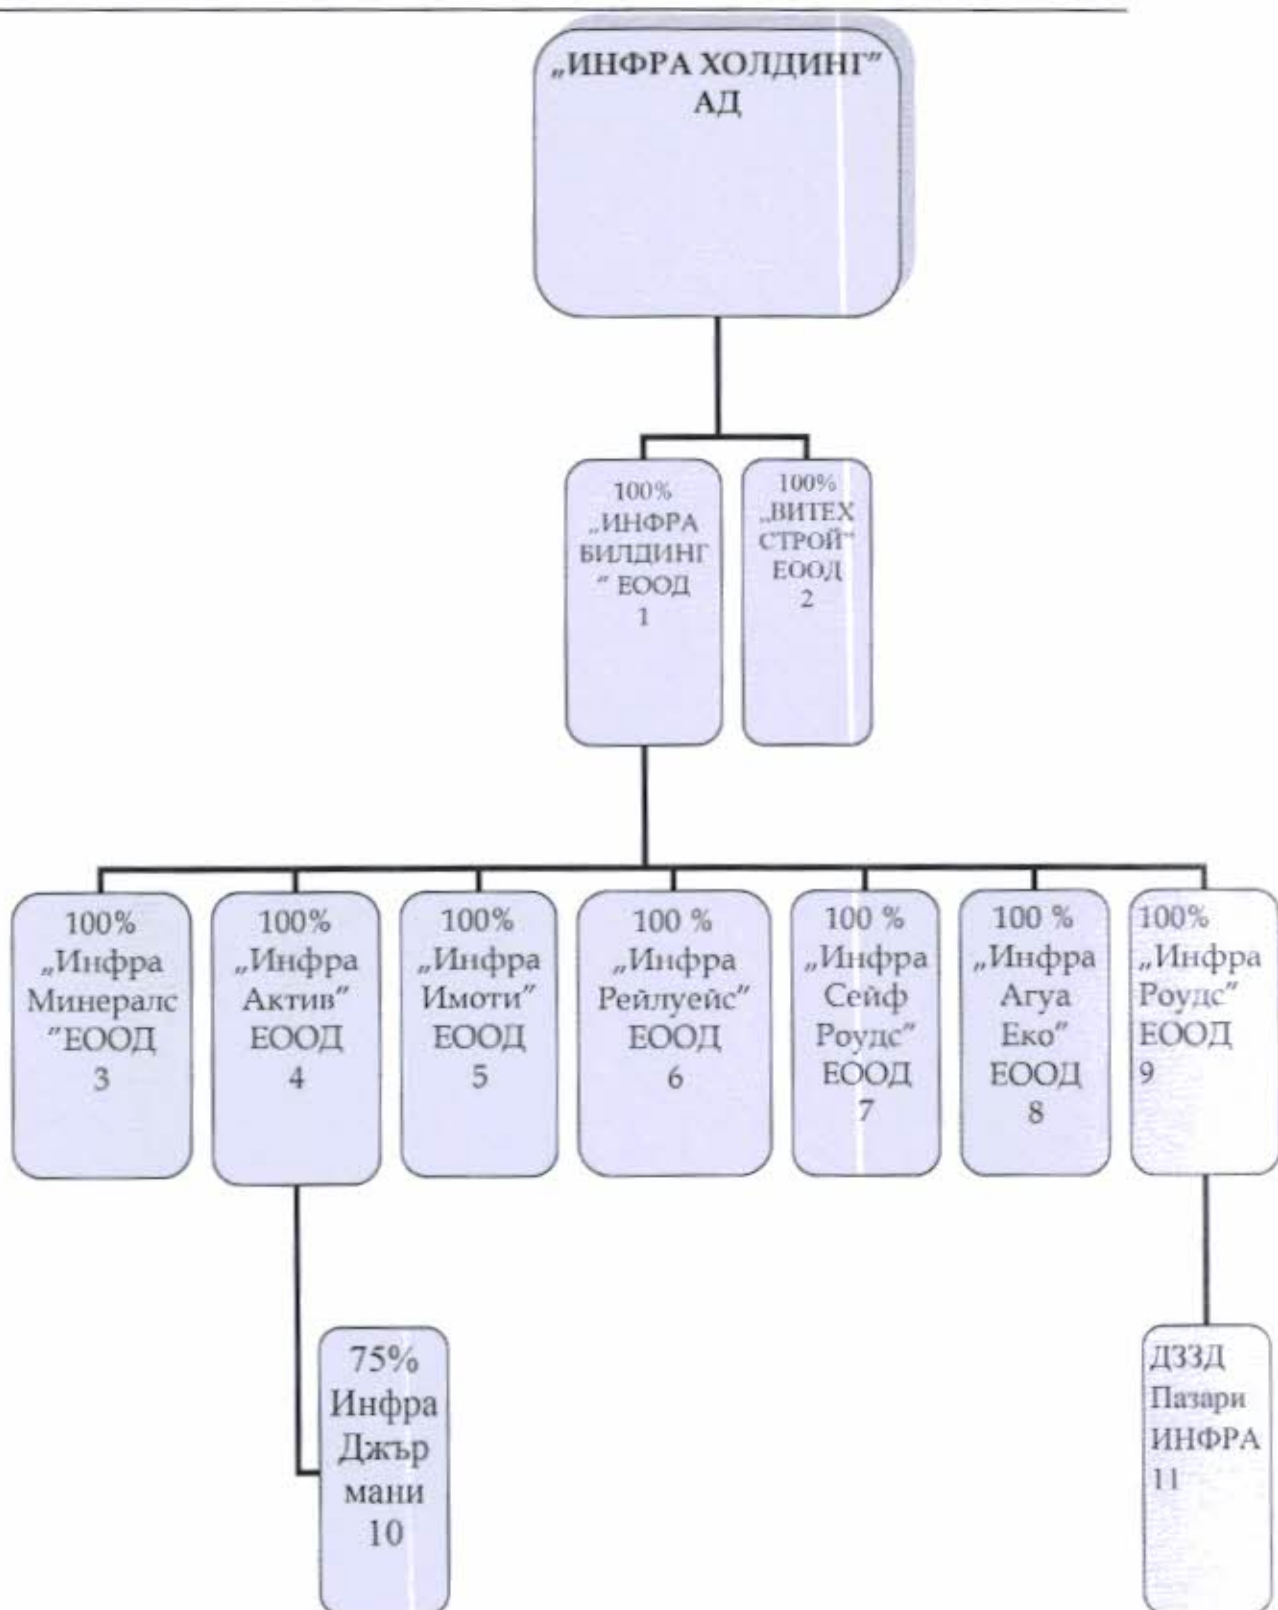 „ИНФРА ХОЛДИНГ"
АД
100%
„ИНФРА
БИЛДИНГ
" ЕООД
1
100%
„ВИТЕХ
СТРОЙ"
ЕООД
2
100%
„Инфра
Минералс
"ЕООД
3
100%
„Инфра
Актив"
ЕООД
4
100%
„Инфра
Имоти"
ЕООД
5
100 %
„Инфра
Рейлуейс"
ЕООД
6
100 %
„Инфра
Сейф
Роудс"
ЕООД
7
100 %
„Инфра
Агуа
Еко"
ЕООД
8
100%
„Инфра
Роудс"
ЕООД
9
75%
Инфра
Джър
мани
10
ДЗЗД
Пазари
ИНФРА
11